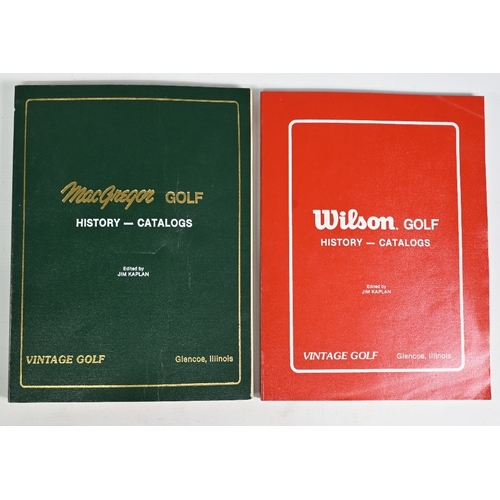 MacGregor GOLF
HISTORY — CATALOGS
Edited by
JIM KAPLAN
VINTAGE GOLF Glencoe, Illinois
Wilson. GOLF
HISTORY — CATALOGS
Edited by
JIM KAPLAN
VINTAGE GOLF Glencoe, Illinois